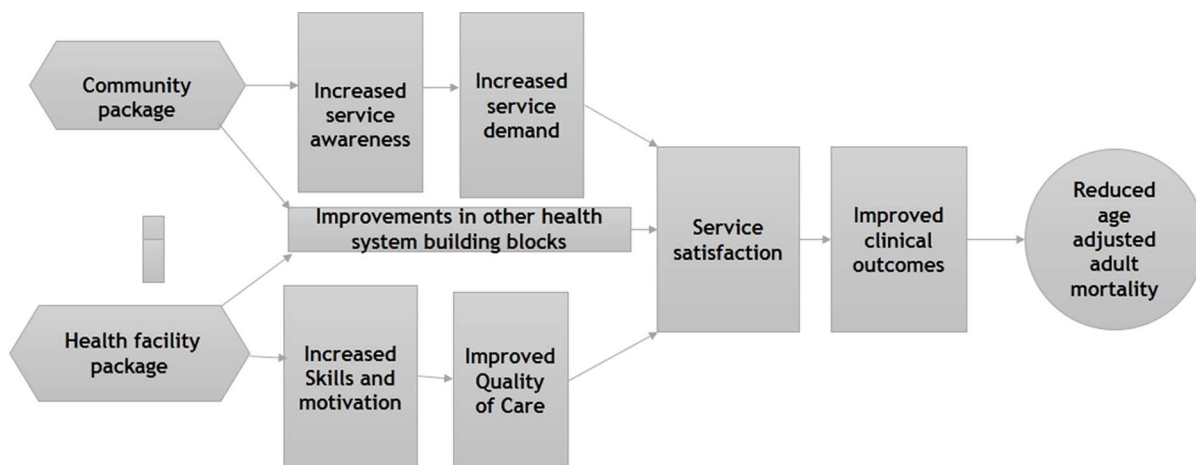 Community
package
Increased
service
awareness
Increased
service
demand
Improvements in other health
system building blocks
Health facility
package
Increased
Skills and
motivation
Improved
Quality
of Care
Service
satisfaction
Improved
clinical
outcomes
Reduced
age
adjusted
adult
mortality